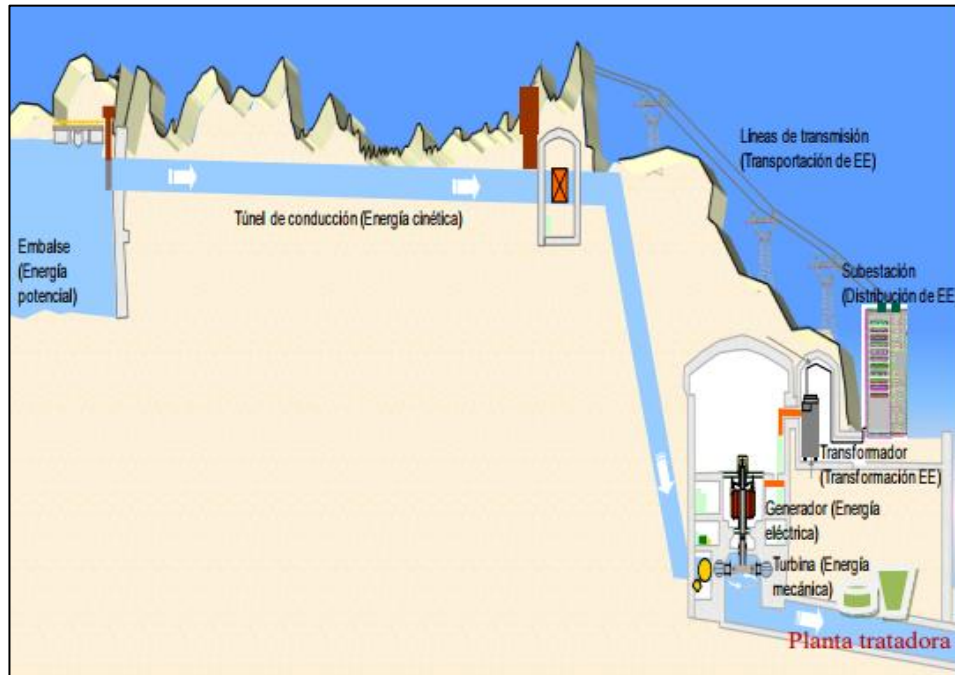 Líneas de transmisión
(Transportación de EE)
Túnel de conducción (Energía cinética)
Embalse
(Energía
potencial)
Subestación
(Distribución de EE
Transformador
(Transformación EE)
Generador (Energía
eléctrica)
Turbina (Energía
mecánica)
Planta tratadora